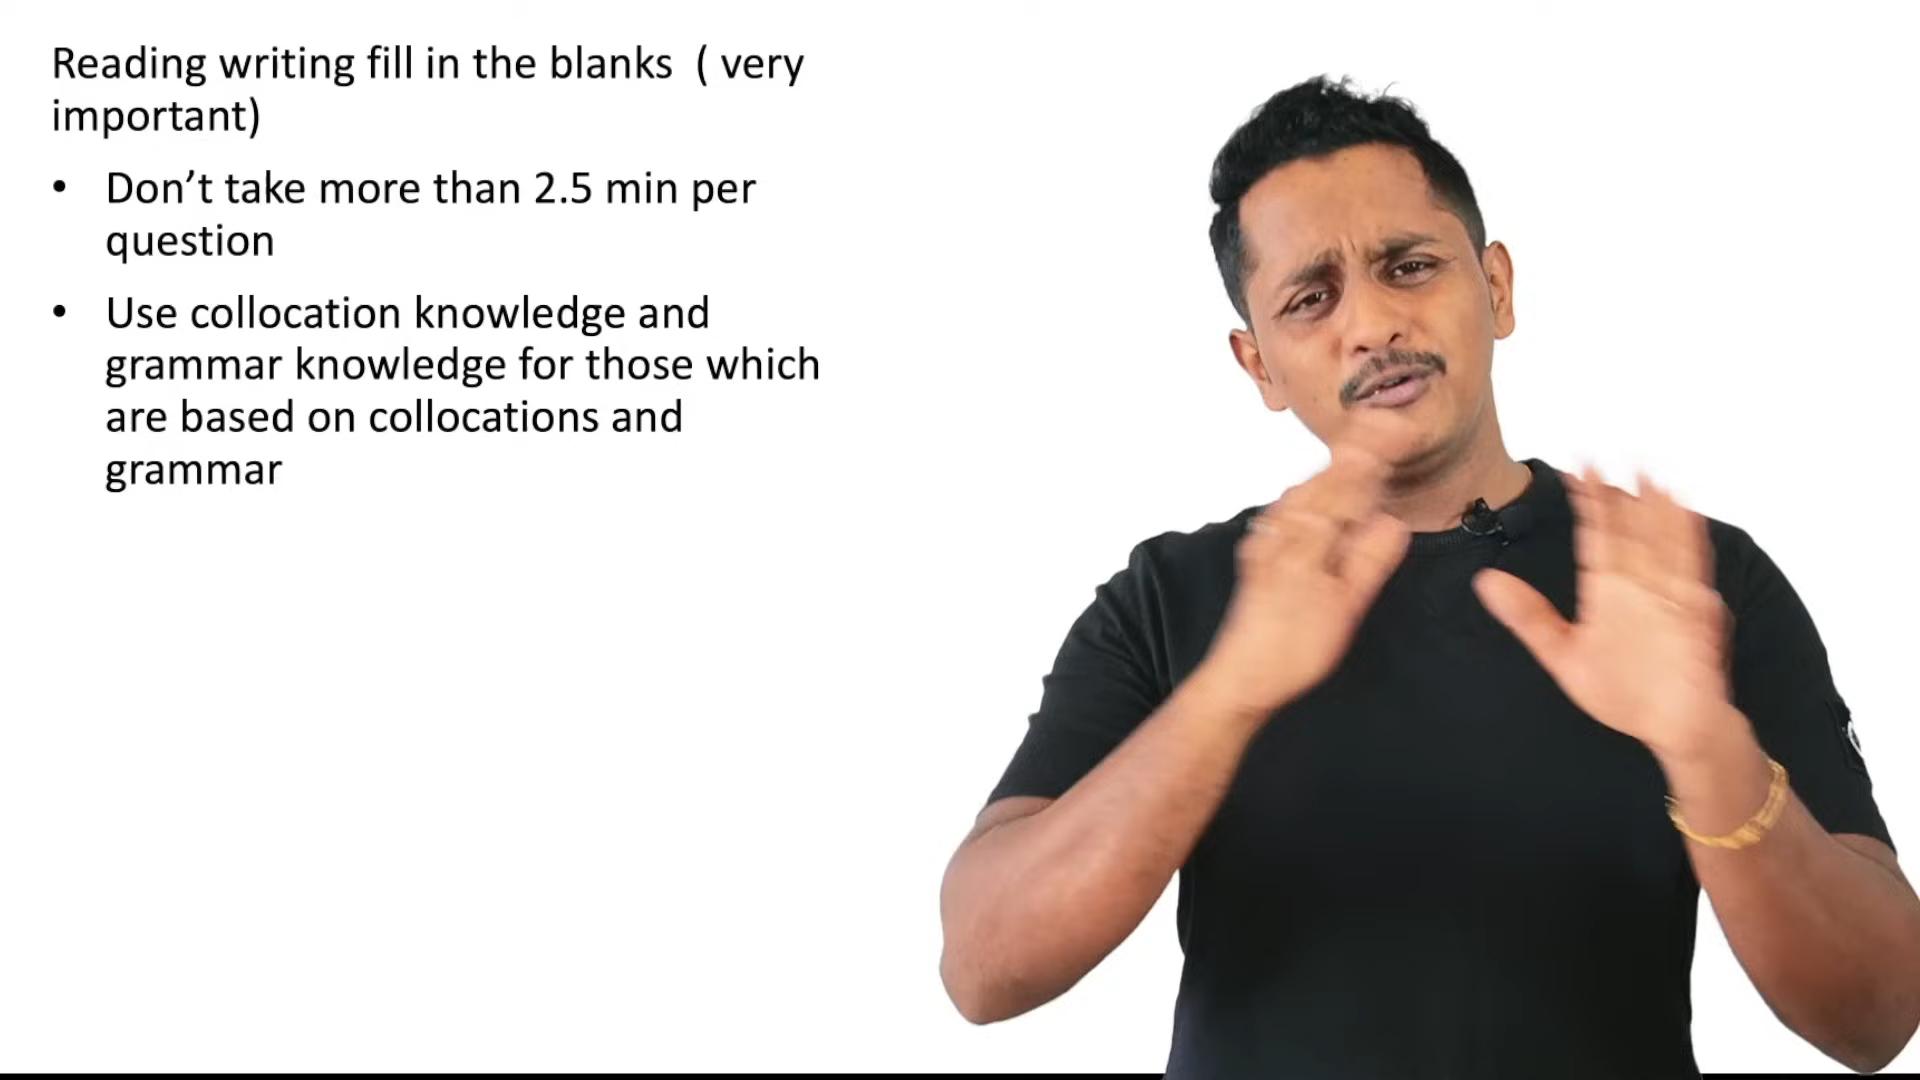 Reading writing fill in the blanks ( very
important)
• Don't take more than 2.5 min per
question
• Use collocation knowledge and
grammar knowledge for those which
are based on collocations and
grammar